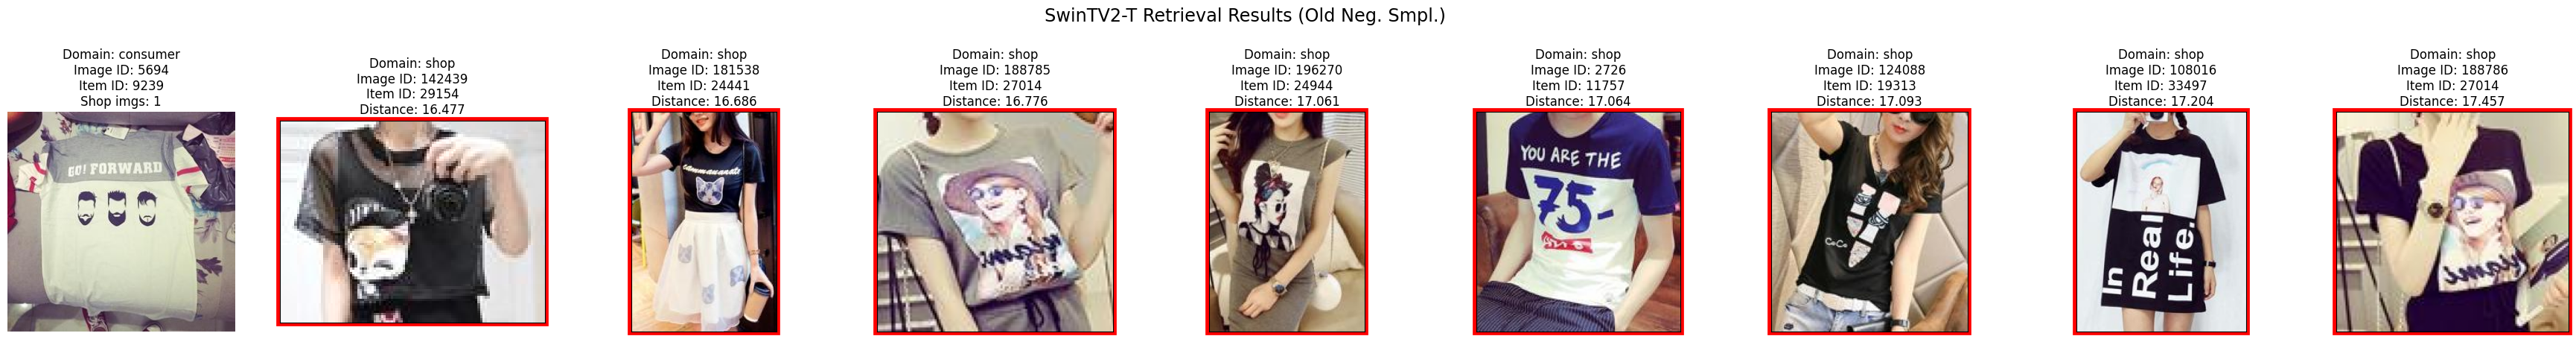 SwinTV2-T Retrieval Results (Old Neg. Smpl.)
Domain: consumer
Image ID: 5694
Item ID: 9239
Shop imgs: 1
Domain: shop
Image ID: 142439
Item ID: 29154
Distance: 16.477
Domain: shop
Image ID: 181538
Item ID: 24441
Distance: 16.686
Domain: shop
Image ID: 188785
Item ID: 27014
Distance: 16.776
Domain: shop
Image ID: 196270
Item ID: 24944
Distance: 17.061
Domain: shop
Image ID: 2726
Item ID: 11757
Distance: 17.064
Domain: shop
Image ID: 124088
Item ID: 19313
Distance: 17.093
Domain: shop
Image ID: 108016
Item ID: 33497
Distance: 17.204
Domain: shop
Image ID: 188786
Item ID: 27014
Distance: 17.457
GO! FORWARD
YOU ARE THE
75-
CoCo
In
Real
Life.